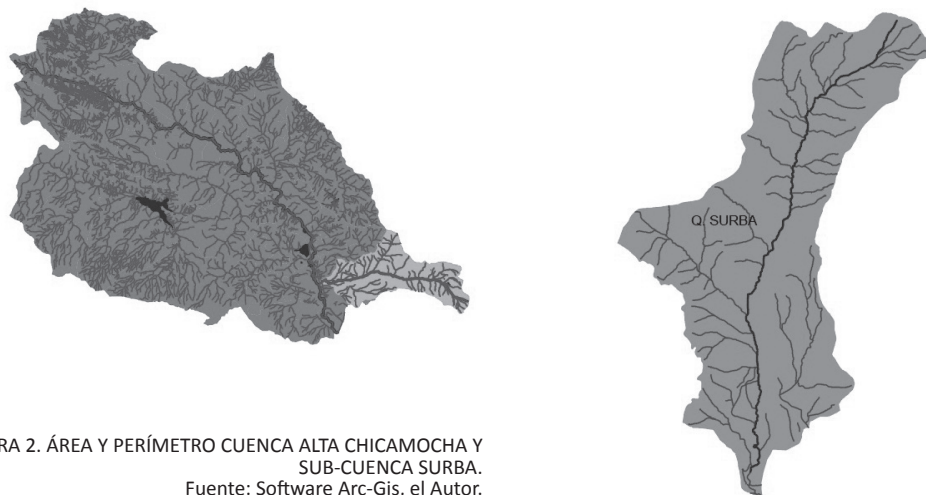 Q. SURBA
RA 2. ÁREA Y PERÍMETRO CUENCA ALTA CHICAMOCHA Y
SUB-CUENCA SURBA.
Fuente: Software Arc-Gis. el Autor.